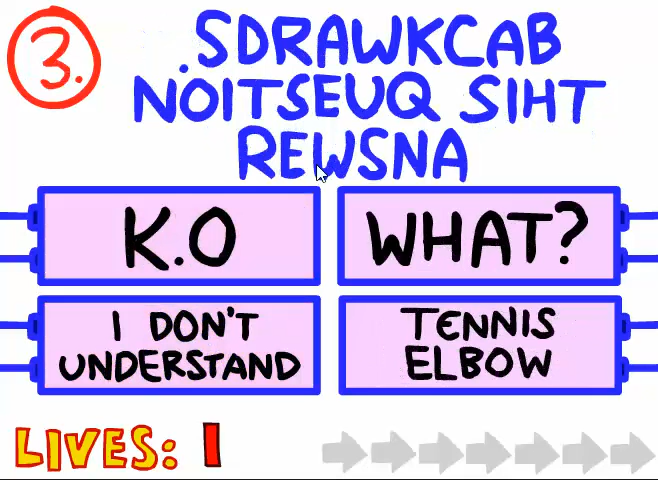 3.
.SDRAWKCAB
NOITSEUQ SIHT
REWSNA
K.O
WHAT?
I DON'T
UNDERSTAND
TENNIS
ELBOW
LIVES: 1